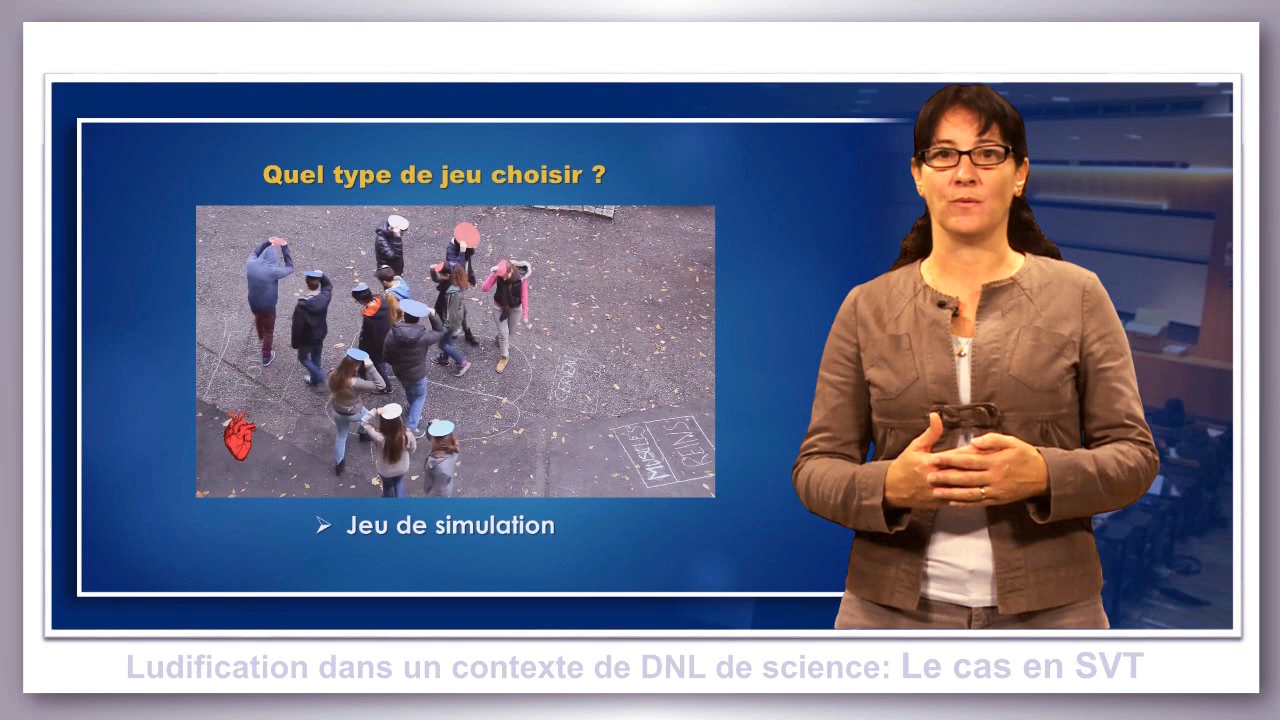 Quel type de jeu choisir ?
CERVEAU
MUSCLES
REINS
➢ Jeu de simulation
Ludification dans un contexte de DNL de science: Le cas en SVT